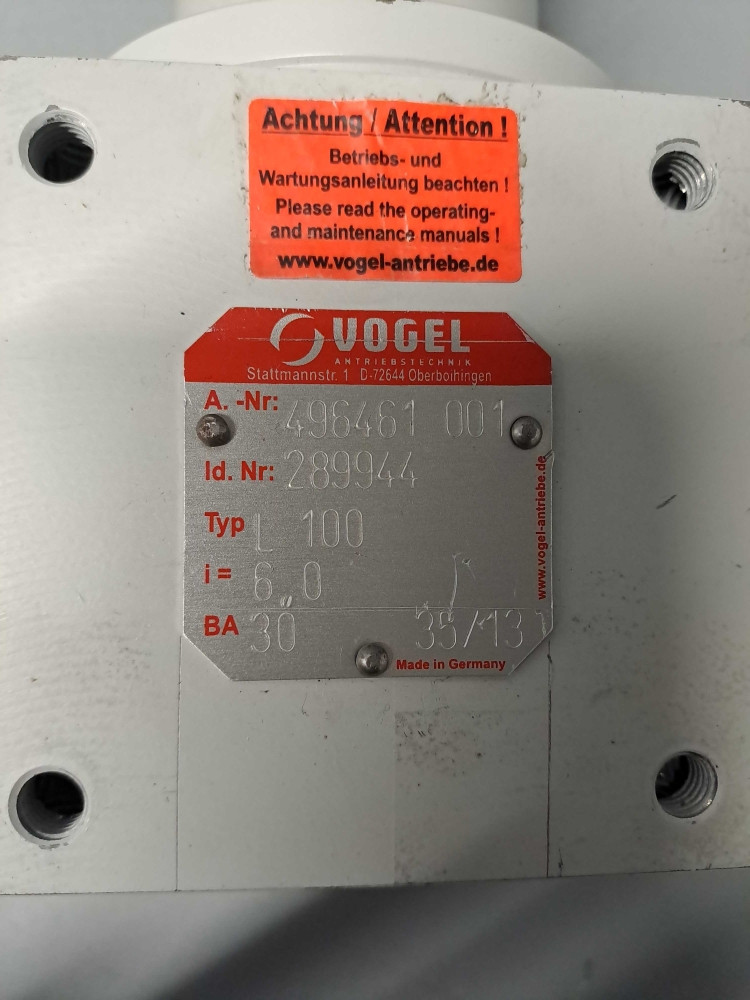 Achtung / Attention !
Betriebs- und
Wartungsanleitung beachten !
Please read the operating-
and maintenance manuals !
www.vogel-antriebe.de
VOGEL
ANTRIEBSTECHNIK
Stattmannstr. 1 D-72644 Oberboihingen
A. -Nr: 496461 001
Id. Nr: 289944
Typ L 100
i = 6,0
BA 30 35/13
Made in Germany
www.vogel-antriebe.de